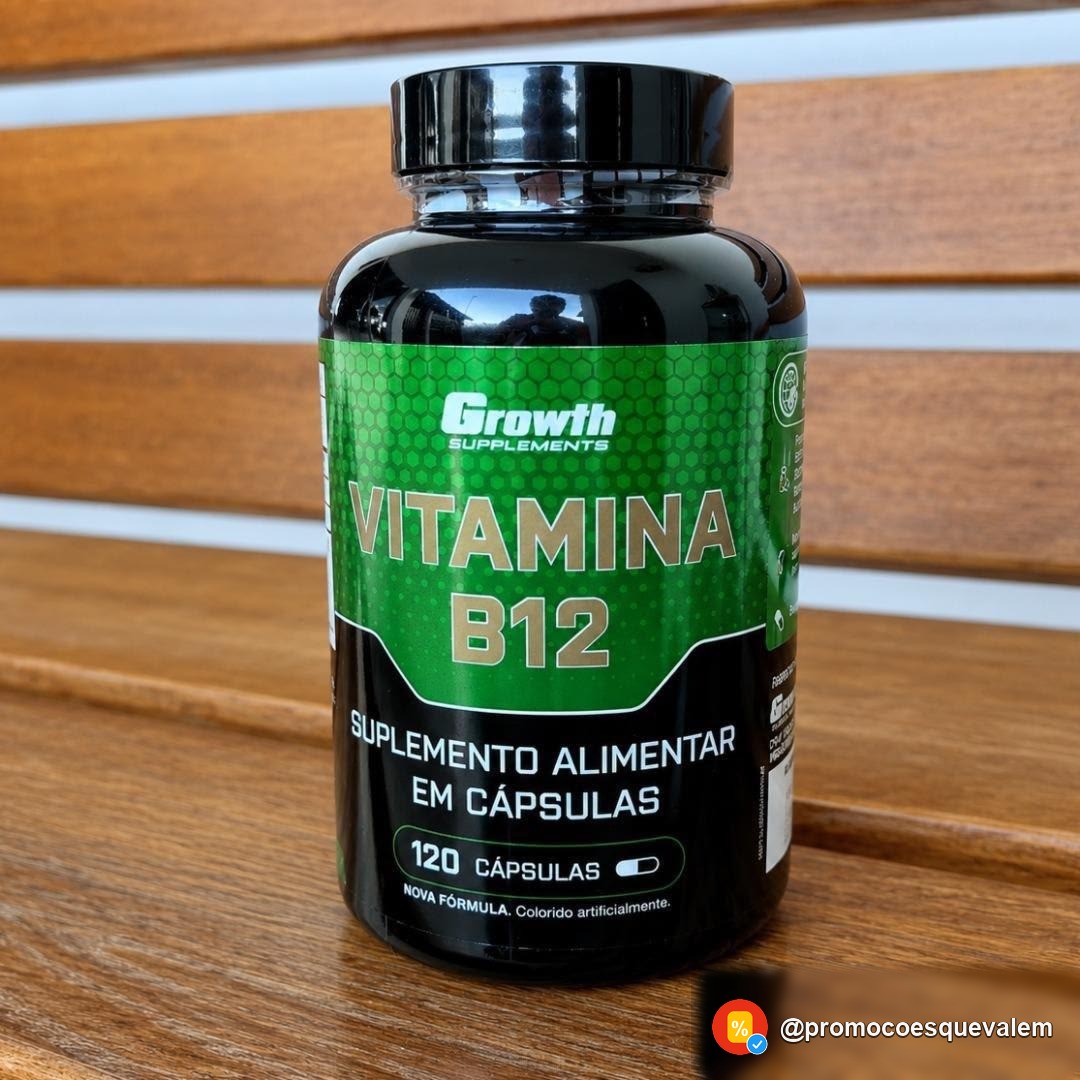 Growth
SUPPLEMENTS
VITAMINA
B12
SUPLEMENTO ALIMENTAR
EM CÁPSULAS
120 CÁPSULAS
NOVA FÓRMULA. Colorido artificialmente.
@promocoesquevalem